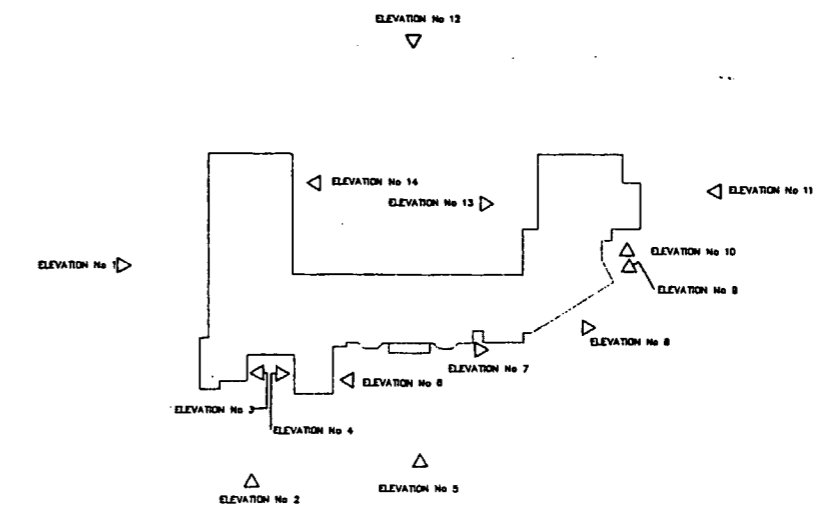 ELEVATION No 12
ELEVATION No 14
ELEVATION No 13
ELEVATION No 11
ELEVATION No 10
ELEVATION No 1
ELEVATION No 9
ELEVATION No 8
ELEVATION No 7
ELEVATION No 6
ELEVATION No 3
ELEVATION No 4
ELEVATION No 5
ELEVATION No 2